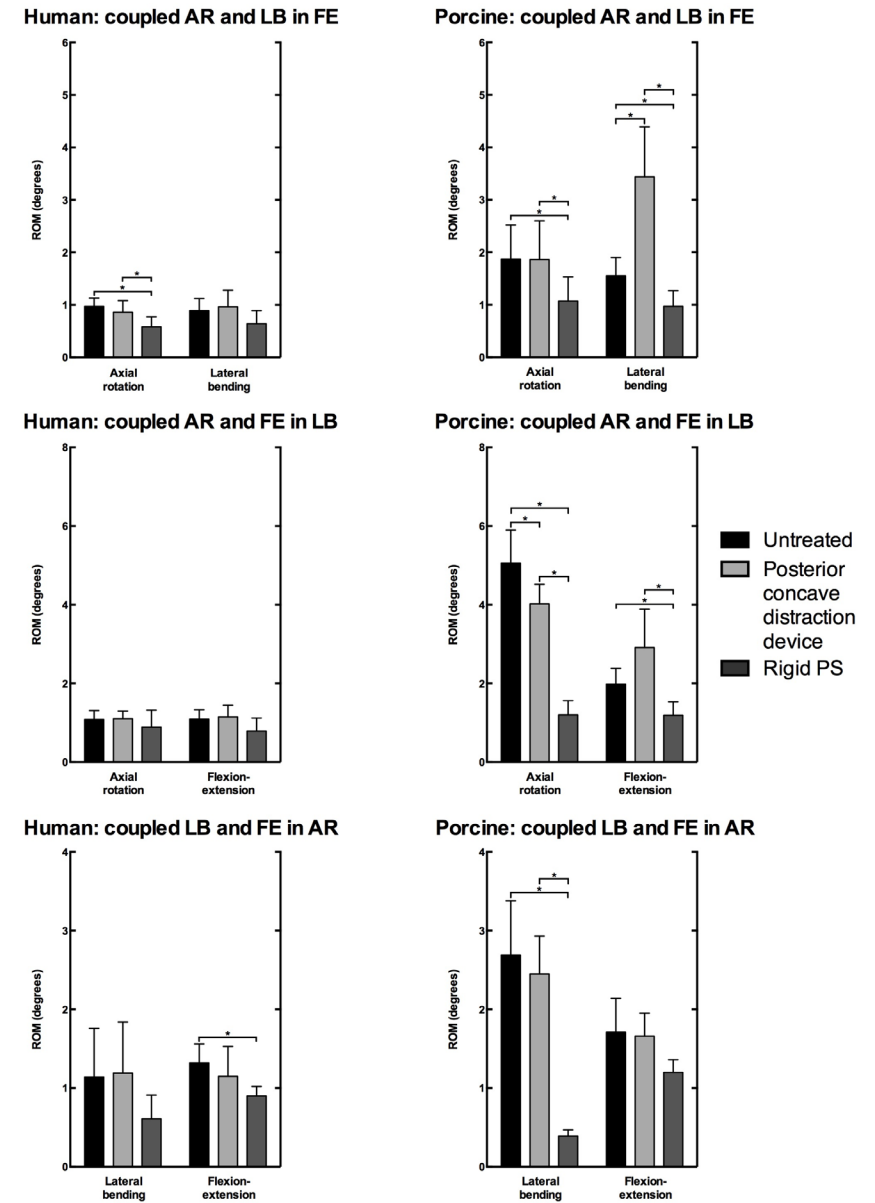 Human: coupled AR and LB in FE
ROM (degrees)
6
5
4
3
2
1
0
*
*
Axial
rotation
Lateral
bending
Porcine: coupled AR and LB in FE
ROM (degrees)
6
5
4
3
2
1
0
*
*
*
*
*
Axial
rotation
Lateral
bending
Human: coupled AR and FE in LB
ROM (degrees)
8
6
4
2
0
Axial
rotation
Flexion-
extension
Porcine: coupled AR and FE in LB
ROM (degrees)
8
6
4
2
0
*
*
*
*
*
Axial
rotation
Flexion-
extension
Untreated
Posterior
concave
distraction
device
Rigid PS
Human: coupled LB and FE in AR
ROM (degrees)
4
3
2
1
0
*
Lateral
bending
Flexion-
extension
Porcine: coupled LB and FE in AR
ROM (degrees)
4
3
2
1
0
*
*
Lateral
bending
Flexion-
extension